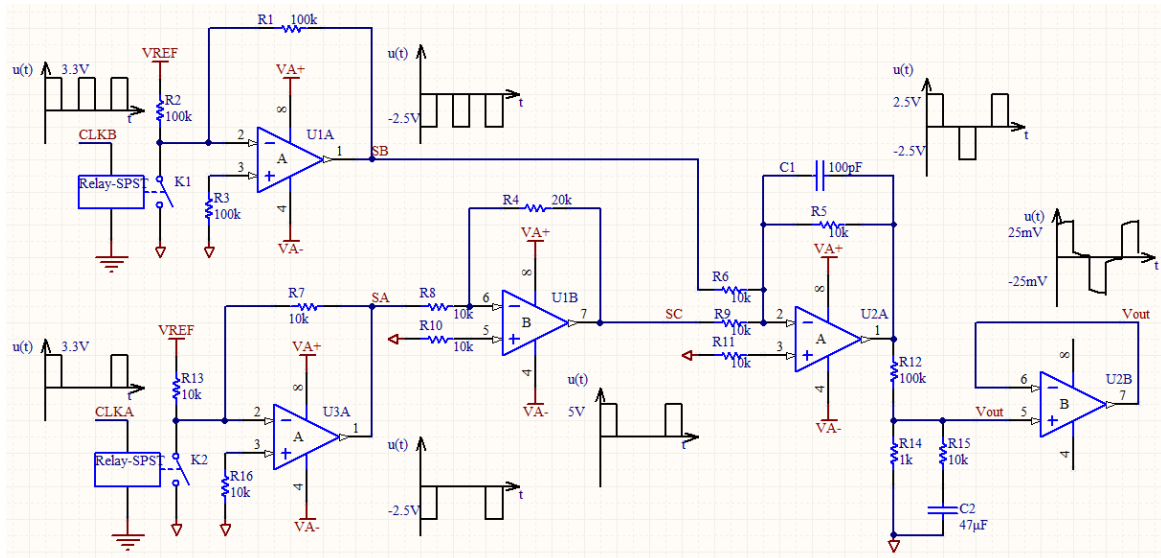 R1 100k
u(t)
3.3V
t
VREF
R2
100k
CLKB
Relay-SPST
K1
R3
100k
VA+
8
2
3
A
U1A
1
4
VA-
SB
u(t)
-2.5V
t
u(t)
2.5V
-2.5V
t
C1 100pF
R5
10k
R4 20k
VA+
8
6
5
B
U1B
7
4
VA-
SA
R8
10k
R10
10k
SC
R6
10k
R9
10k
R11
10k
VA+
8
2
3
A
U2A
1
4
VA-
u(t)
25mV
-25mV
t
Vout
R12
100k
Vout
8
6
5
B
U2B
7
4
R14
1k
R15
10k
C2
47µF
R7
10k
u(t)
3.3V
t
VREF
R13
10k
CLKA
Relay-SPST
K2
R16
10k
VA+
8
2
3
A
U3A
1
4
VA-
u(t)
-2.5V
t
u(t)
5V
t